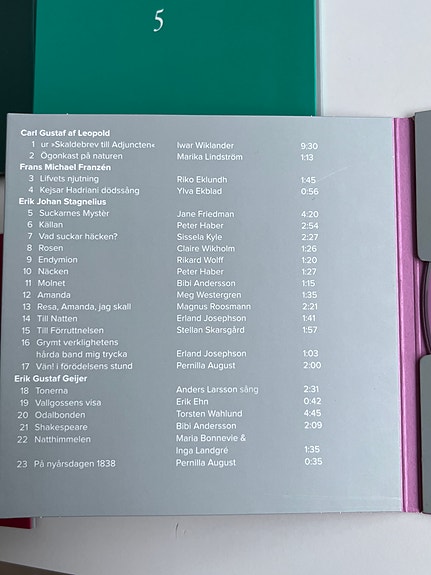 5
Carl Gustaf af Leopold
1 ur »Skaldebrev till Adjuncten« Iwar Wiklander 9:30
2 Ögonkast på naturen Marika Lindström 1:13
Frans Michael Franzén
3 Lifvets njutning Riko Eklundh 1:45
4 Kejsar Hadriani dödssång Ylva Ekblad 0:56
Erik Johan Stagnelius
5 Suckarnes Mystèr Jane Friedman 4:20
6 Källan Peter Haber 2:54
7 Vad suckar häcken? Sissela Kyle 2:27
8 Rosen Claire Wikholm 1:26
9 Endymion Rikard Wolff 1:20
10 Näcken Peter Haber 1:27
11 Molnet Bibi Andersson 1:15
12 Amanda Meg Westergren 1:35
13 Resa, Amanda, jag skall Magnus Roosmann 2:21
14 Till Natten Erland Josephson 1:41
15 Till Förruttnelsen Stellan Skarsgård 1:57
16 Grymt verklighetens
hårda band mig trycka Erland Josephson 1:03
17 Vän! i förödelsens stund Pernilla August 2:00
Erik Gustaf Geijer
18 Tonerna Anders Larsson sång 2:31
19 Vallgossens visa Erik Ehn 0:42
20 Odalbonden Torsten Wahlund 4:45
21 Shakespeare Bibi Andersson 2:09
22 Natthimmelen Maria Bonnevie &
Inga Landgré 1:35
23 På nyårsdagen 1838 Pernilla August 0:35